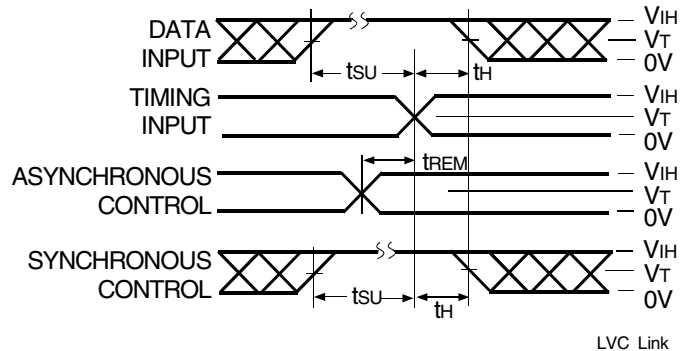 DATA
INPUT
tSU
tH
VIH
VT
0V
TIMING
INPUT
VIH
VT
0V
tREM
ASYNCHRONOUS
CONTROL
VIH
VT
0V
SYNCHRONOUS
CONTROL
tSU
tH
VIH
VT
0V
LVC Link